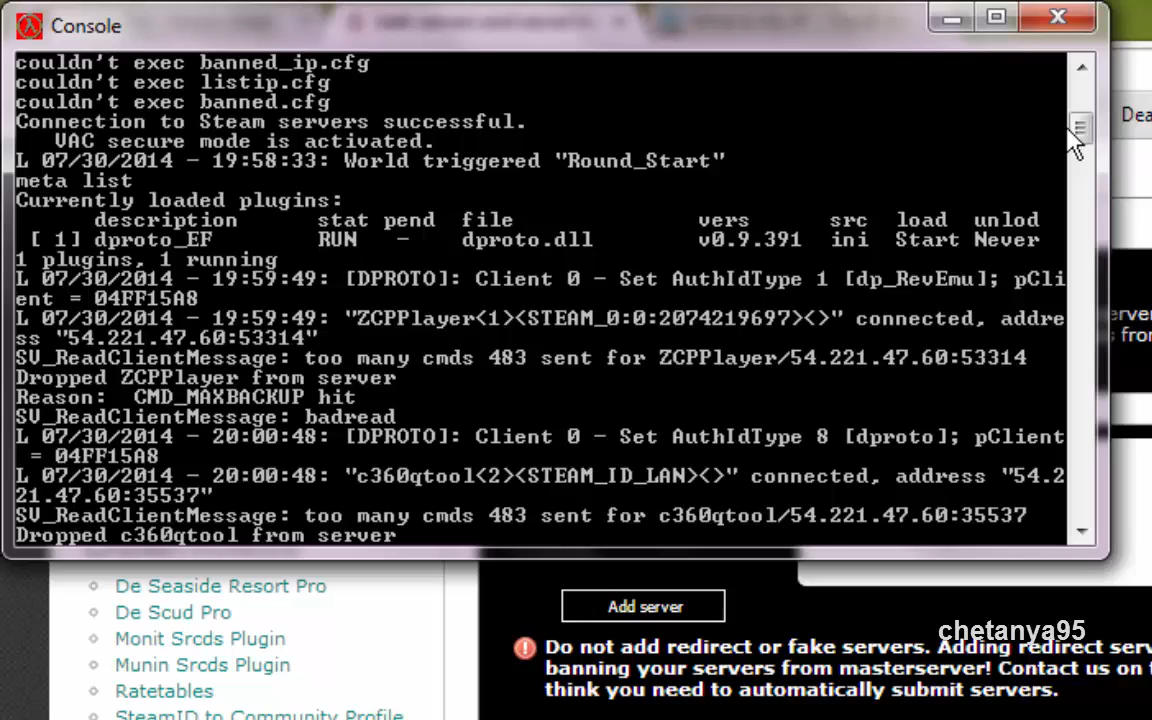 Console
couldn't exec banned_ip.cfg
couldn't exec listip.cfg
couldn't exec banned.cfg
Connection to Steam servers successful.
VAC secure mode is activated.
L 07/30/2014 - 19:58:33: World triggered "Round_Start"
meta list
Currently loaded plugins:
description stat pend file vers src load unlod
[ 1] dproto_EF RUN - dproto.dll v0.9.391 ini Start Never
1 plugins, 1 running
L 07/30/2014 - 19:59:49: [DPROTO]: Client 0 - Set AuthIdType 1 [dp_RevEmu]; pCli
ent = 04FF15A8
L 07/30/2014 - 19:59:49: "ZCPPlayer<1><STEAM_0:0:2074219697><>" connected, addre
ss "54.221.47.60:53314"
SV_ReadClientMessage: too many cmds 483 sent for ZCPPlayer/54.221.47.60:53314
Dropped ZCPPlayer from server
Reason: CMD_MAXBACKUP hit
SV_ReadClientMessage: badread
L 07/30/2014 - 20:00:48: [DPROTO]: Client 0 - Set AuthIdType 8 [dproto]; pClient
= 04FF15A8
L 07/30/2014 - 20:00:48: "c360qtool<2><STEAM_ID_LAN><>" connected, address "54.2
21.47.60:35537"
SV_ReadClientMessage: too many cmds 483 sent for c360qtool/54.221.47.60:35537
Dropped c360qtool from server
Dea
erver
from
De Seaside Resort Pro
De Scud Pro
Monit Srcds Plugin
Munin Srcds Plugin
Ratetables
SteamID to Community Profile
Add server
chetanya95
Do not add redirect or fake servers. Adding redirect serv
banning your servers from masterserver! Contact us on
think you need to automatically submit servers.